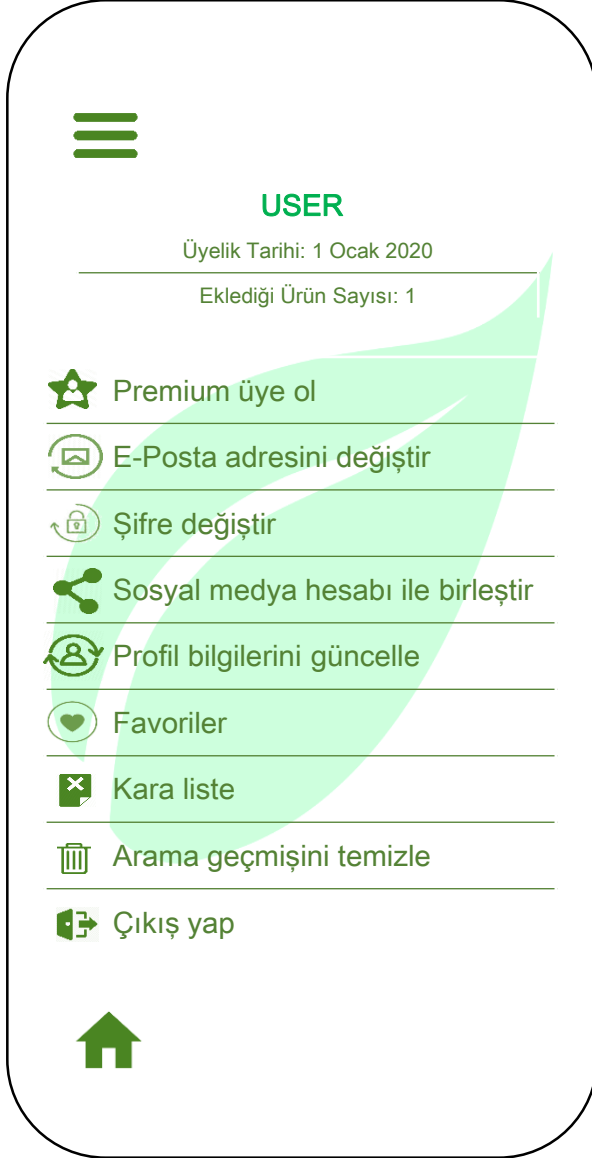 USER
Üyelik Tarihi: 1 Ocak 2020
Eklediği Ürün Sayısı: 1
Premium üye ol
E-Posta adresini değiştir
Şifre değiştir
Sosyal medya hesabı ile birleştir
Profil bilgilerini güncelle
Favoriler
Kara liste
Arama geçmişini temizle
Çıkış yap